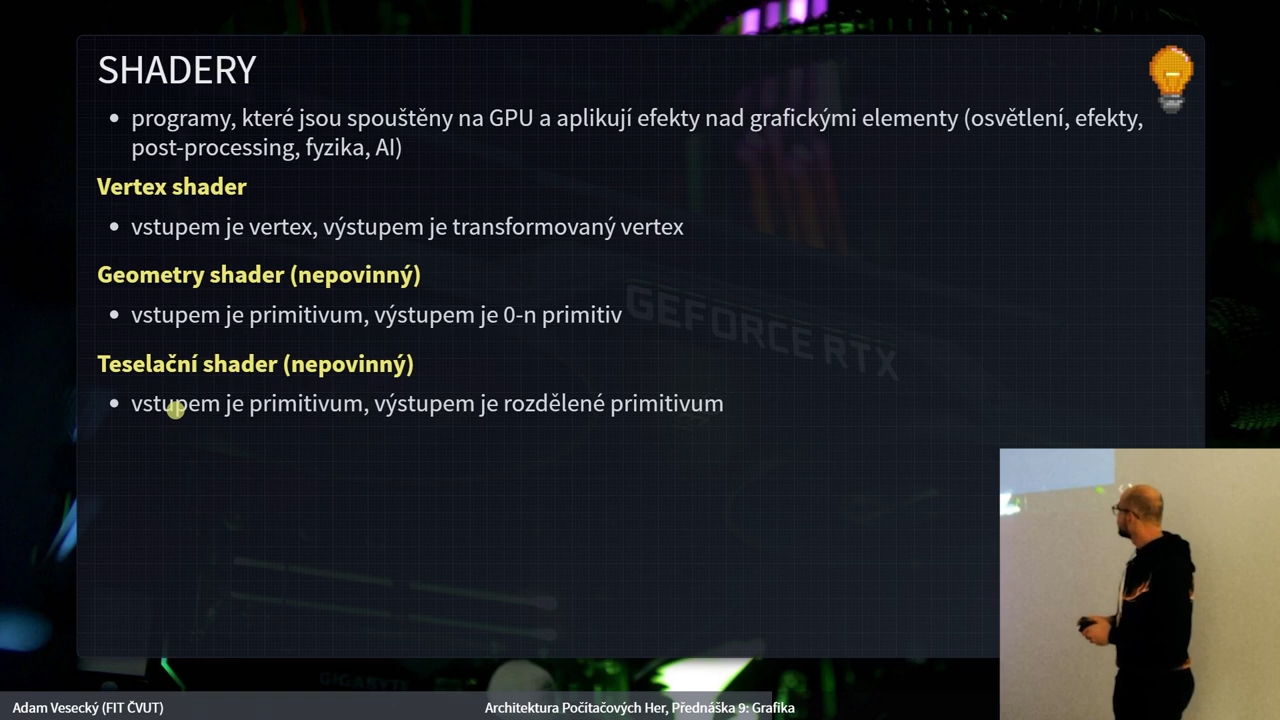 SHADERY
programy, které jsou spouštěny na GPU a aplikují efekty nad grafickými elementy (osvětlení, efekty,
post-processing, fyzika, AI)
Vertex shader
vstupem je vertex, výstupem je transformovaný vertex
Geometry shader (nepovinný)
vstupem je primitivum, výstupem je 0-n primitiv
GEFORCE RTX
Teselační shader (nepovinný)
vstupem je primitivum, výstupem je rozdělené primitivum
GIGABYTE
Adam Vesecký (FIT ČVUT)
Architektura Počítačových Her, Přednáška 9: Grafika